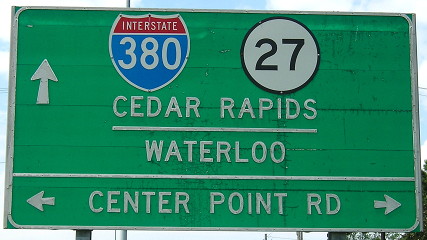 INTERSTATE
380
27
CEDAR RAPIDS
WATERLOO
CENTER POINT RD